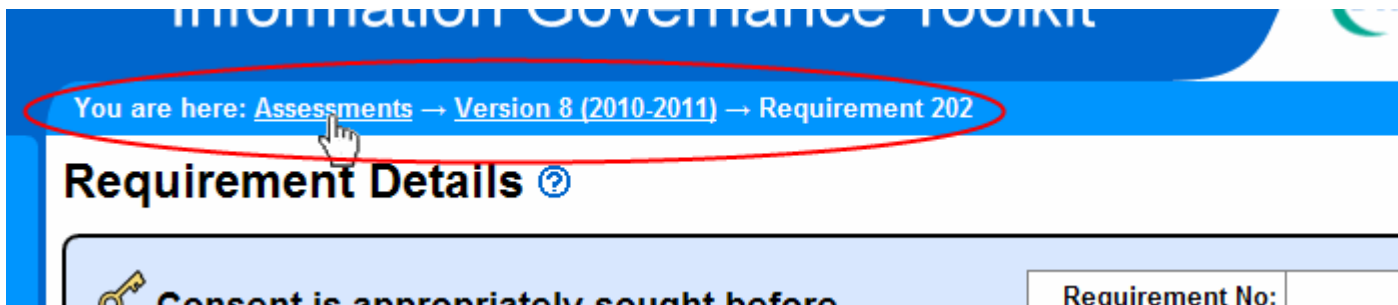 Information Governance Toolkit
You are here: Assessments → Version 8 (2010-2011) → Requirement 202
Requirement Details
Consent is appropriately sought before
Requirement No: